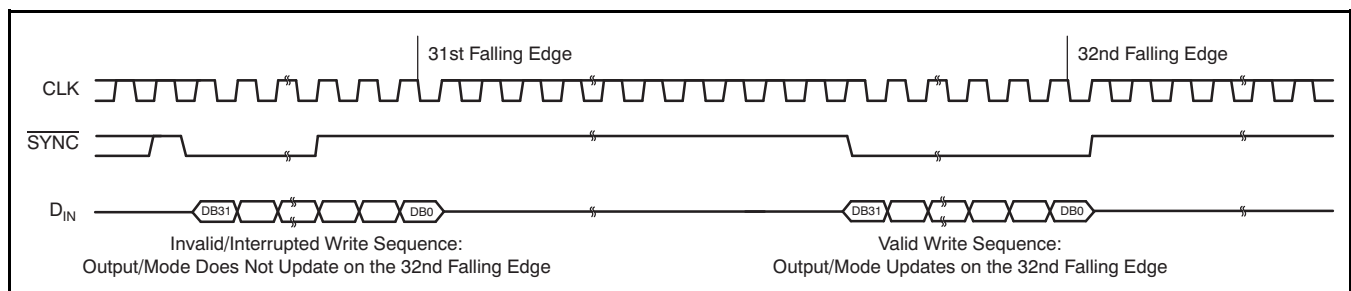 31st Falling Edge
32nd Falling Edge
CLK
SYNC
DIN
DB31
DB0
DB31
DB0
Invalid/Interrupted Write Sequence:
Output/Mode Does Not Update on the 32nd Falling Edge
Valid Write Sequence:
Output/Mode Updates on the 32nd Falling Edge